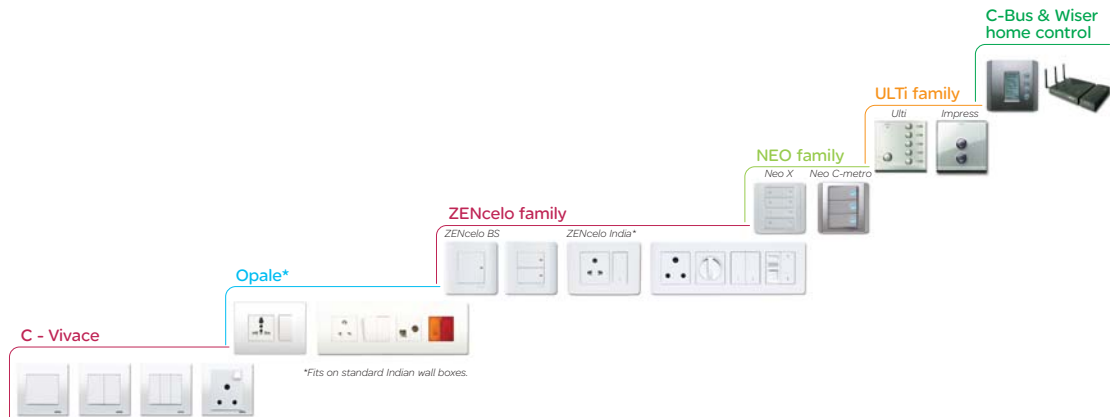 C-Bus & Wiser
home control
ULTi family
Ulti Impress
NEO family
Neo X Neo C-metro
ZENcelo family
ZENcelo BS ZENcelo India*
Opale*
C - Vivace
*Fits on standard Indian wall boxes.